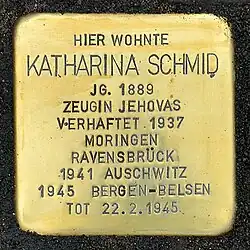 HIER WOHNTE
KATHARINA SCHMID
JG. 1889
ZEUGIN JEHOVAS
VERHAFTET 1937
MORINGEN
RAVENSBRÜCK
1941 AUSCHWITZ
1945 BERGEN-BELSEN
TOT 22.2.1945